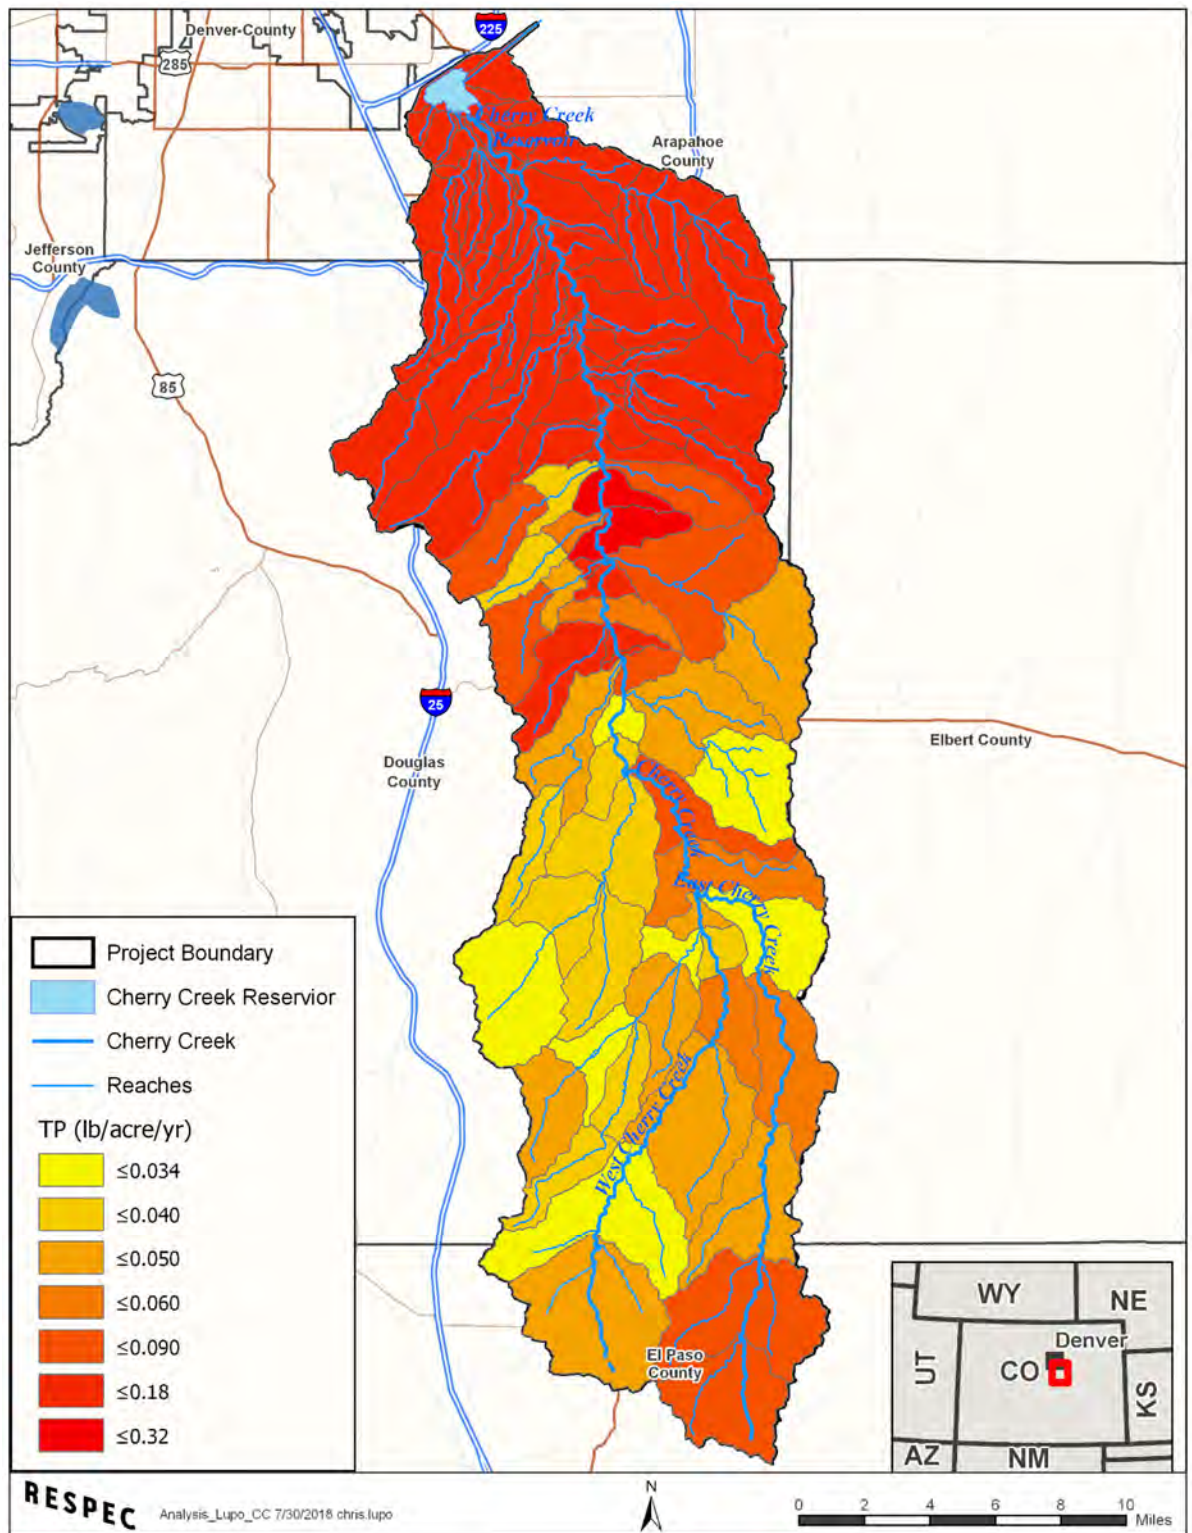 225
Denver County
285
Cherry Creek
Reservoir
Arapahoe
County
Jefferson
County
85
25
Elbert County
Douglas
County
Cherry Creek
East Cherry Creek
West Cherry Creek
El Paso
County
Project Boundary
Cherry Creek Reservior
Cherry Creek
Reaches
TP (lb/acre/yr)
≤0.034
≤0.040
≤0.050
≤0.060
≤0.090
≤0.18
≤0.32
WY
NE
Denver
UT
CO
KS
AZ
NM
RESPEC
Analysis_Lupo_CC 7/30/2018 chris.lupo
N
0 2 4 6 8 10
Miles